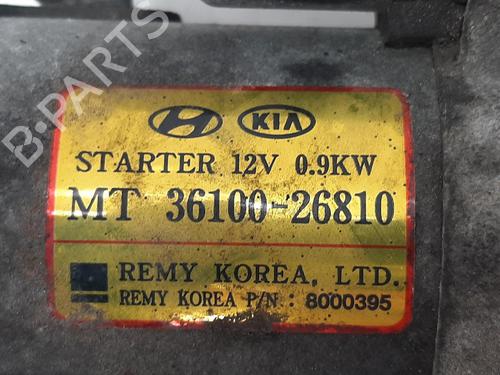 B-PARTS
KIA
STARTER 12V 0.9KW
MT 36100-26810
REMY KOREA, LTD.
REMY KOREA P/N : 8000395